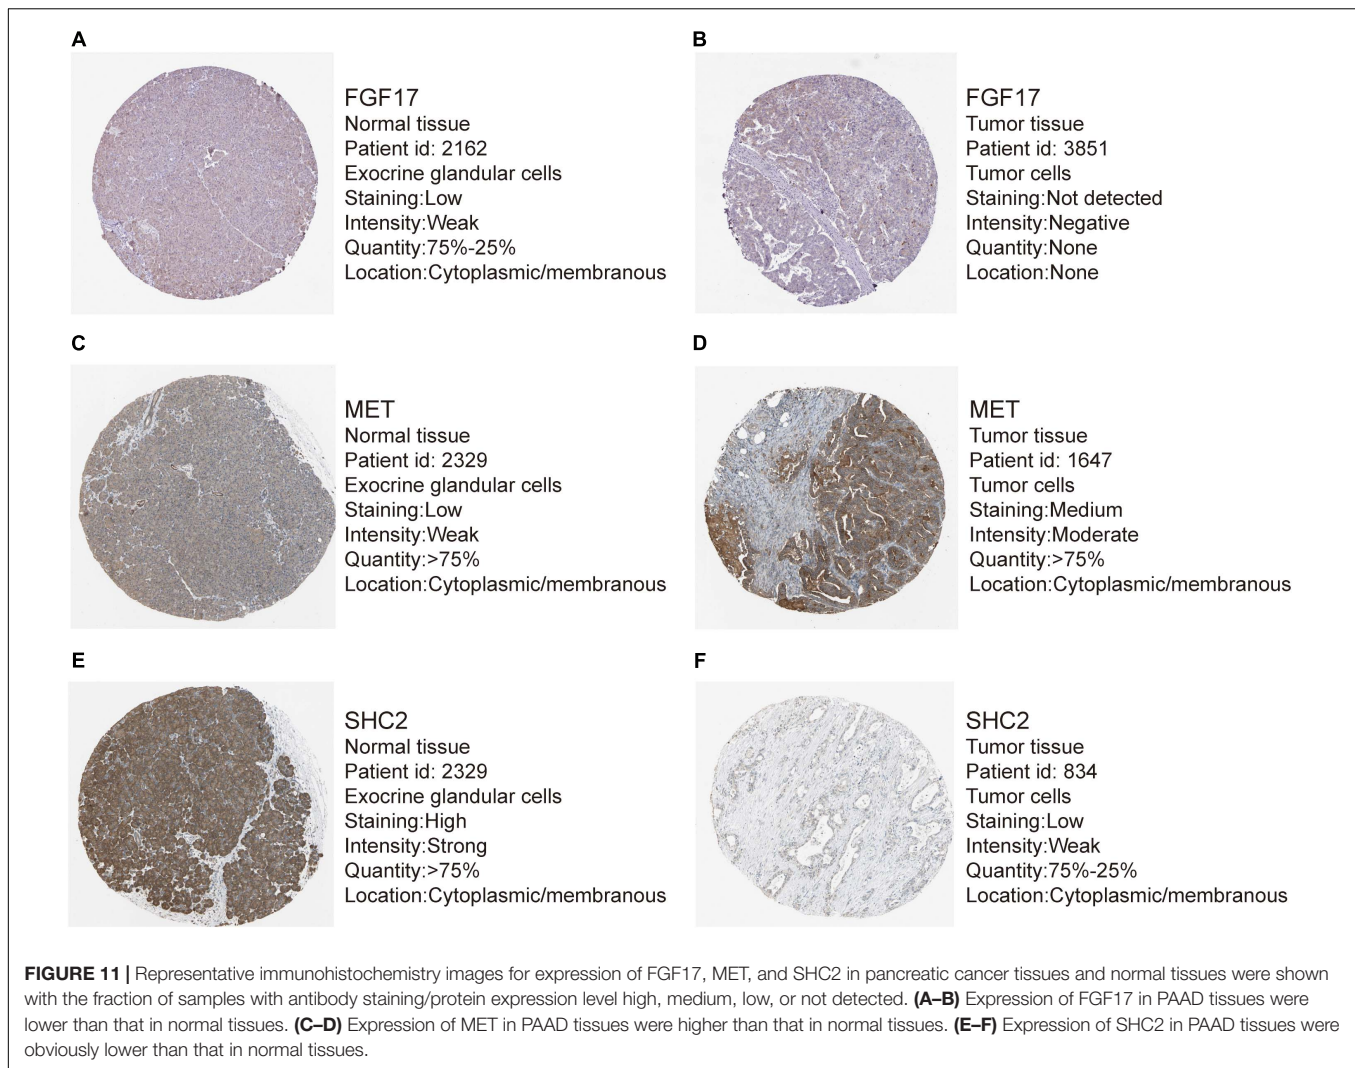 A
FGF17
Normal tissue
Patient id: 2162
Exocrine glandular cells
Staining:Low
Intensity:Weak
Quantity:75%-25%
Location:Cytoplasmic/membranous
B
FGF17
Tumor tissue
Patient id: 3851
Tumor cells
Staining:Not detected
Intensity:Negative
Quantity:None
Location:None
C
MET
Normal tissue
Patient id: 2329
Exocrine glandular cells
Staining:Low
Intensity:Weak
Quantity:>75%
Location:Cytoplasmic/membranous
D
MET
Tumor tissue
Patient id: 1647
Tumor cells
Staining:Medium
Intensity:Moderate
Quantity:>75%
Location:Cytoplasmic/membranous
E
SHC2
Normal tissue
Patient id: 2329
Exocrine glandular cells
Staining:High
Intensity:Strong
Quantity:>75%
Location:Cytoplasmic/membranous
F
SHC2
Tumor tissue
Patient id: 834
Tumor cells
Staining:Low
Intensity:Weak
Quantity:75%-25%
Location:Cytoplasmic/membranous
FIGURE 11 | Representative immunohistochemistry images for expression of FGF17, MET, and SHC2 in pancreatic cancer tissues and normal tissues were shown
with the fraction of samples with antibody staining/protein expression level high, medium, low, or not detected. (A–B) Expression of FGF17 in PAAD tissues were
lower than that in normal tissues. (C–D) Expression of MET in PAAD tissues were higher than that in normal tissues. (E–F) Expression of SHC2 in PAAD tissues were
obviously lower than that in normal tissues.